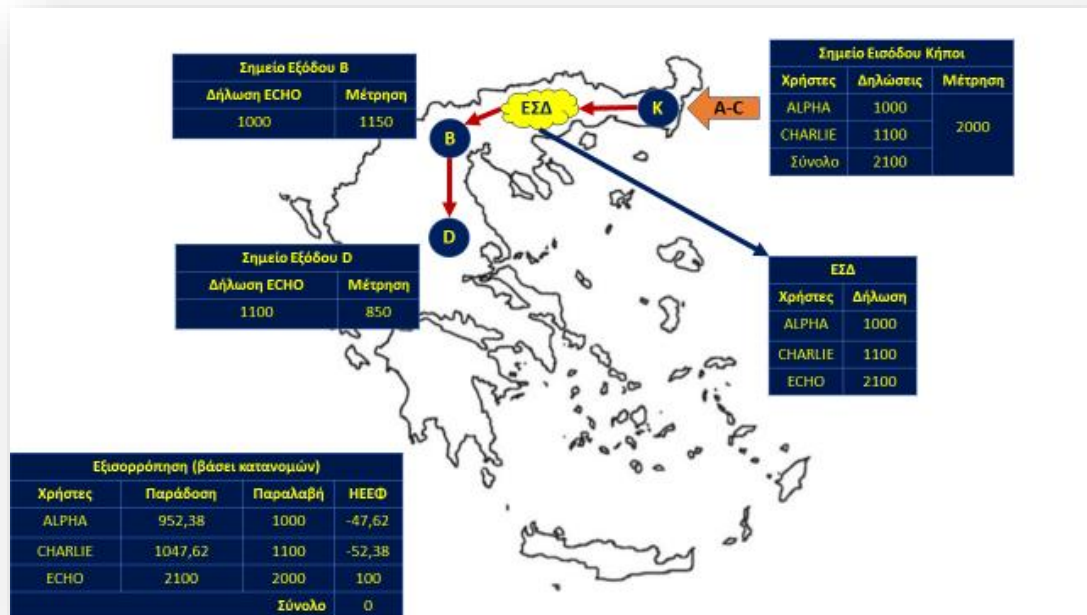 Σημείο Εξόδου Β
Δήλωση ECHO Μέτρηση
1000 1150
Σημείο Εισόδου Κήποι
Χρήστες Δηλώσεις Μέτρηση
ALPHA 1000
CHARLIE 1100
2000
Σύνολο 2100
ΕΣΔ
K
A-C
B
D
Σημείο Εξόδου D
Δήλωση ECHO Μέτρηση
1100 850
ΕΣΔ
Χρήστες Δήλωση
ALPHA 1000
CHARLIE 1100
ECHO 2100
Εξισορρόπηση (βάσει κατανομών)
Χρήστες Παράδοση Παραλαβή ΗΕΕΦ
ALPHA 952,38 1000 -47,62
CHARLIE 1047,62 1100 -52,38
ECHO 2100 2000 100
Σύνολο 0